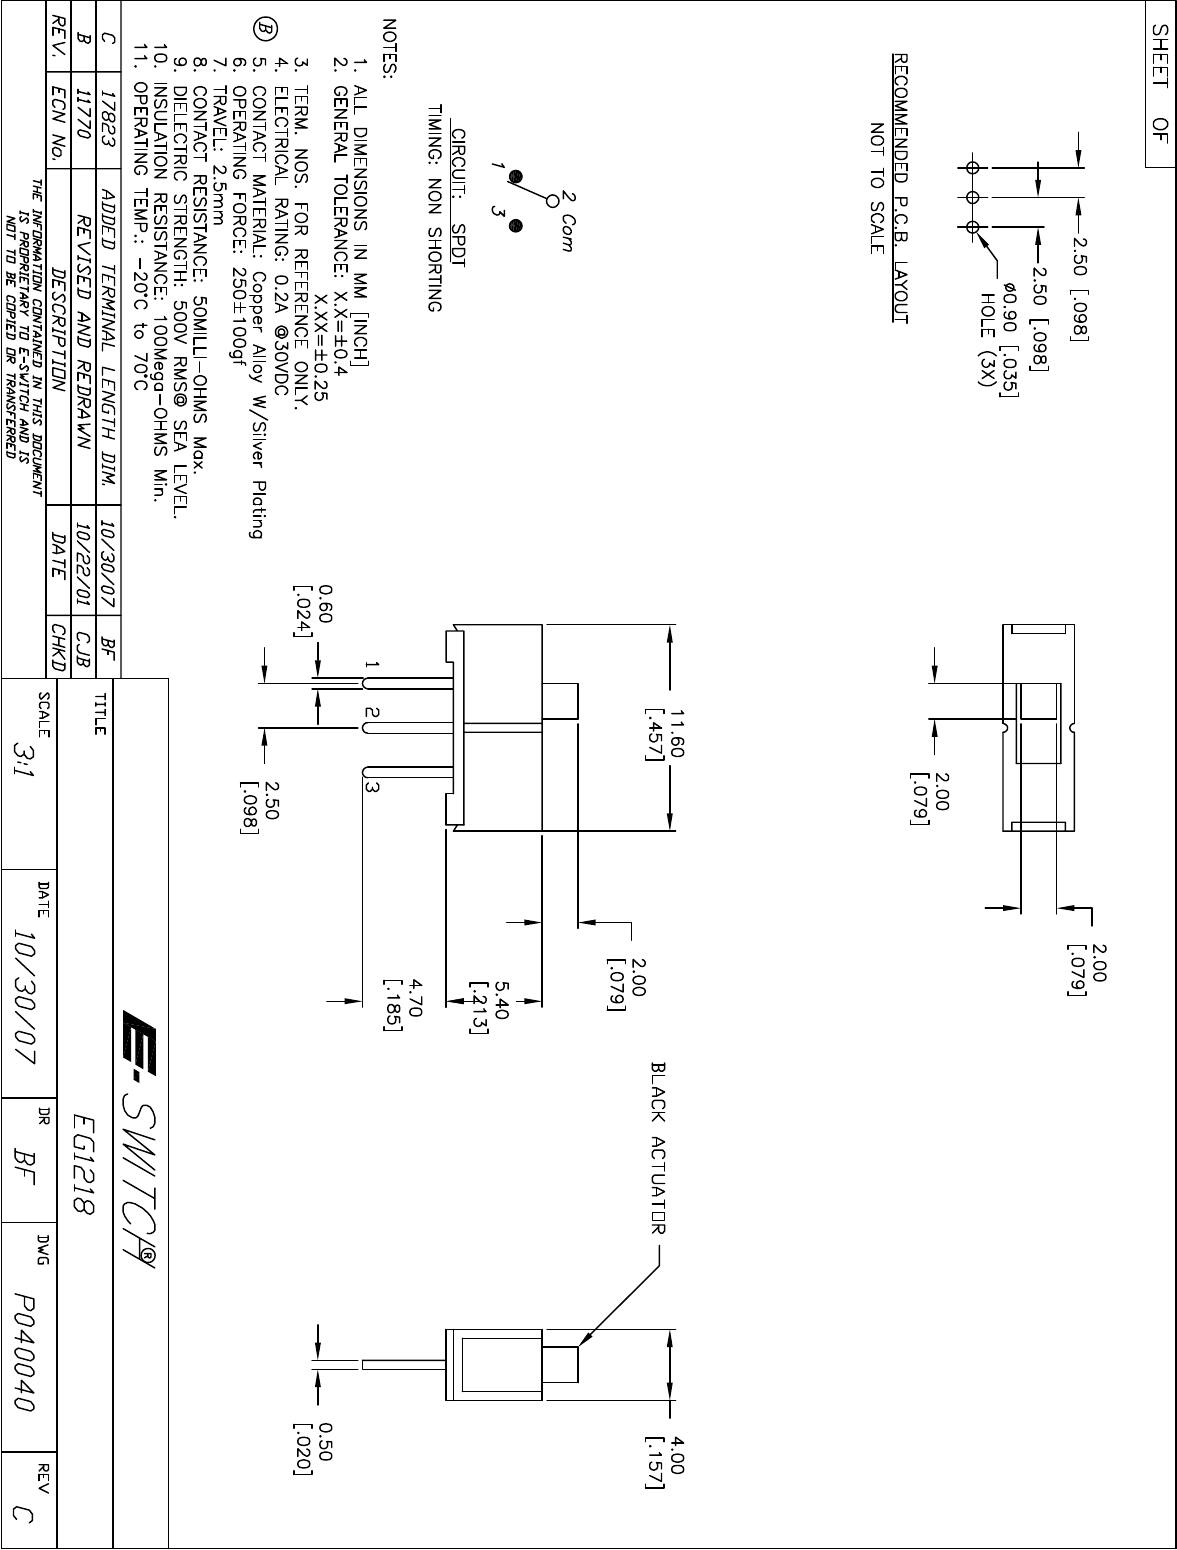 SHEET OF
2.50 [.098]
2.50 [.098]
ø0.90 [.035]
HOLE (3X)
RECOMMENDED P.C.B. LAYOUT
NOT TO SCALE
2.00
[.079]
2.00
[.079]
11.60
[.457]
2.00
[.079]
5.40
[.213]
4.70
[.185]
1 2 3
0.60
[.024]
2.50
[.098]
BLACK ACTUATOR
4.00
[.157]
0.50
[.020]
2 Com
1 3
CIRCUIT: SPDT
TIMING: NON SHORTING
NOTES:
1. ALL DIMENSIONS IN MM [INCH]
2. GENERAL TOLERANCE: X.X=±0.4
X.XX=±0.25
3. TERM. NOS. FOR REFERENCE ONLY.
4. ELECTRICAL RATING: 0.2A @30VDC
B 5. CONTACT MATERIAL: Copper Alloy W/Silver Plating
6. OPERATING FORCE: 250±100gf
7. TRAVEL: 2.5mm
8. CONTACT RESISTANCE: 50MILLI-OHMS Max.
9. DIELECTRIC STRENGTH: 500V RMS@ SEA LEVEL.
10. INSULATION RESISTANCE: 100Mega-OHMS Min.
11. OPERATING TEMP.: -20°C to 70°C
C 17823 ADDED TERMINAL LENGTH DIM. 10/30/07 BF
B 11770 REVISED AND REDRAWN 10/22/01 CJB
REV. ECN No. DESCRIPTION DATE CHKD
THE INFORMATION CONTAINED IN THIS DOCUMENT
IS PROPRIETARY TO E-SWITCH AND IS
NOT TO BE COPIED OR TRANSFERRED
E-SWITCH®
TITLE
EG1218
SCALE 3:1
DATE 10/30/07
DR BF
DWG P040040
REV C